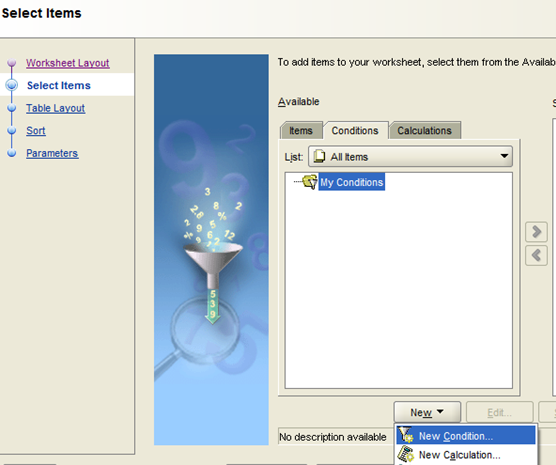 Select Items
Worksheet Layout
Select Items
Table Layout
Sort
Parameters
To add items to your worksheet, select them from the Availab
Available
Items Conditions Calculations
List: All Items
My Conditions
New Edit...
No description available
New Condition...
New Calculation...